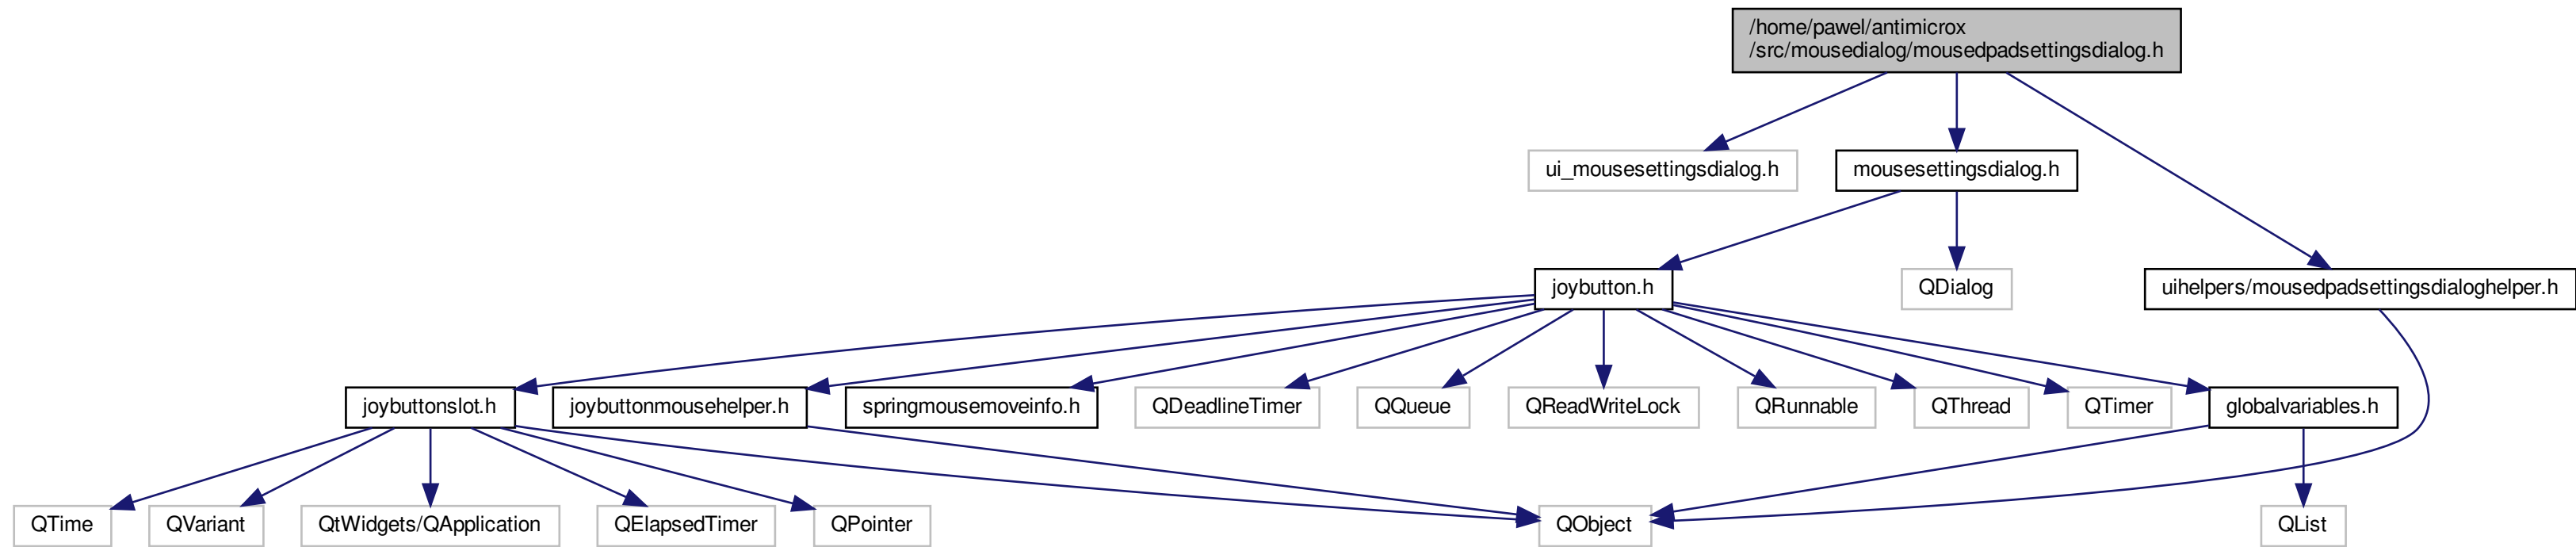 /home/pawel/antimicrox
/src/mousedialog/mousedpadsettingsdialog.h
ui_mousesettingsdialog.h
mousesettingsdialog.h
joybutton.h
QDialog
uihelpers/mousedpadsettingsdialoghelper.h
joybuttonslot.h
joybuttonmousehelper.h
springmousemoveinfo.h
QDeadlineTimer
QQueue
QReadWriteLock
QRunnable
QThread
QTimer
globalvariables.h
QTime
QVariant
QtWidgets/QApplication
QElapsedTimer
QPointer
QObject
QList